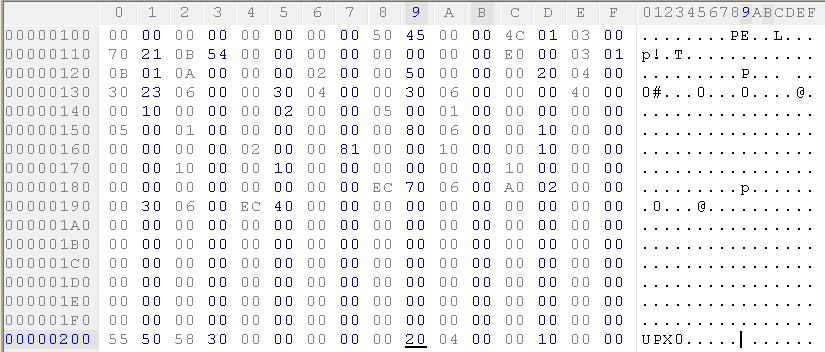 0 1 2 3 4 5 6 7 8 9 A B C D E F 0123456789ABCDEF
00000100 00 00 00 00 00 00 00 00 50 45 00 00 4C 01 03 00 ........PE..L...
00000110 70 21 0B 54 00 00 00 00 00 00 00 00 E0 00 03 01 p!.T............
00000120 0B 01 0A 00 00 00 02 00 00 50 00 00 00 20 04 00 .........P... ..
00000130 30 23 06 00 00 30 04 00 00 30 06 00 00 00 40 00 0#...0...0....@.
00000140 00 10 00 00 00 02 00 00 05 00 01 00 00 00 00 00 ................
00000150 05 00 01 00 00 00 00 00 00 80 06 00 00 10 00 00 ................
00000160 00 00 00 00 02 00 00 81 00 00 10 00 00 10 00 00 ................
00000170 00 00 10 00 00 10 00 00 00 00 00 00 10 00 00 00 ................
00000180 00 00 00 00 00 00 00 00 EC 70 06 00 A0 02 00 00 .........p......
00000190 00 30 06 00 EC 40 00 00 00 00 00 00 00 00 00 00 .0...@..........
000001A0 00 00 00 00 00 00 00 00 00 00 00 00 00 00 00 00 ................
000001B0 00 00 00 00 00 00 00 00 00 00 00 00 00 00 00 00 ................
000001C0 00 00 00 00 00 00 00 00 00 00 00 00 00 00 00 00 ................
000001D0 00 00 00 00 00 00 00 00 00 00 00 00 00 00 00 00 ................
000001E0 00 00 00 00 00 00 00 00 00 00 00 00 00 00 00 00 ................
000001F0 00 00 00 00 00 00 00 00 00 00 00 00 00 00 00 00 ................
00000200 55 50 58 30 00 00 00 00 00 20 04 00 00 10 00 00 UPX0..... ......